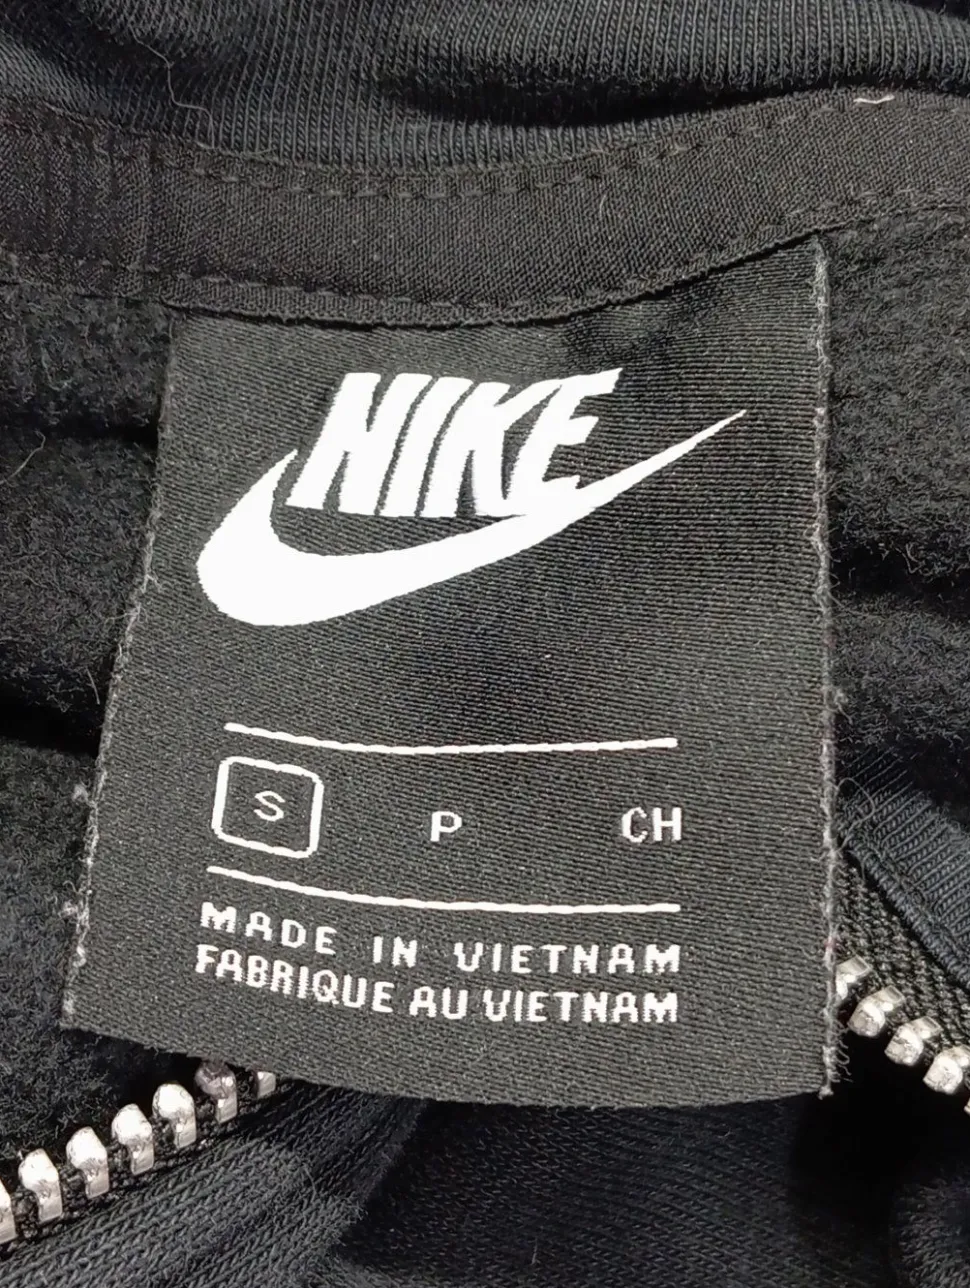 NIKE
S P CH
MADE IN VIETNAM
FABRIQUE AU VIETNAM